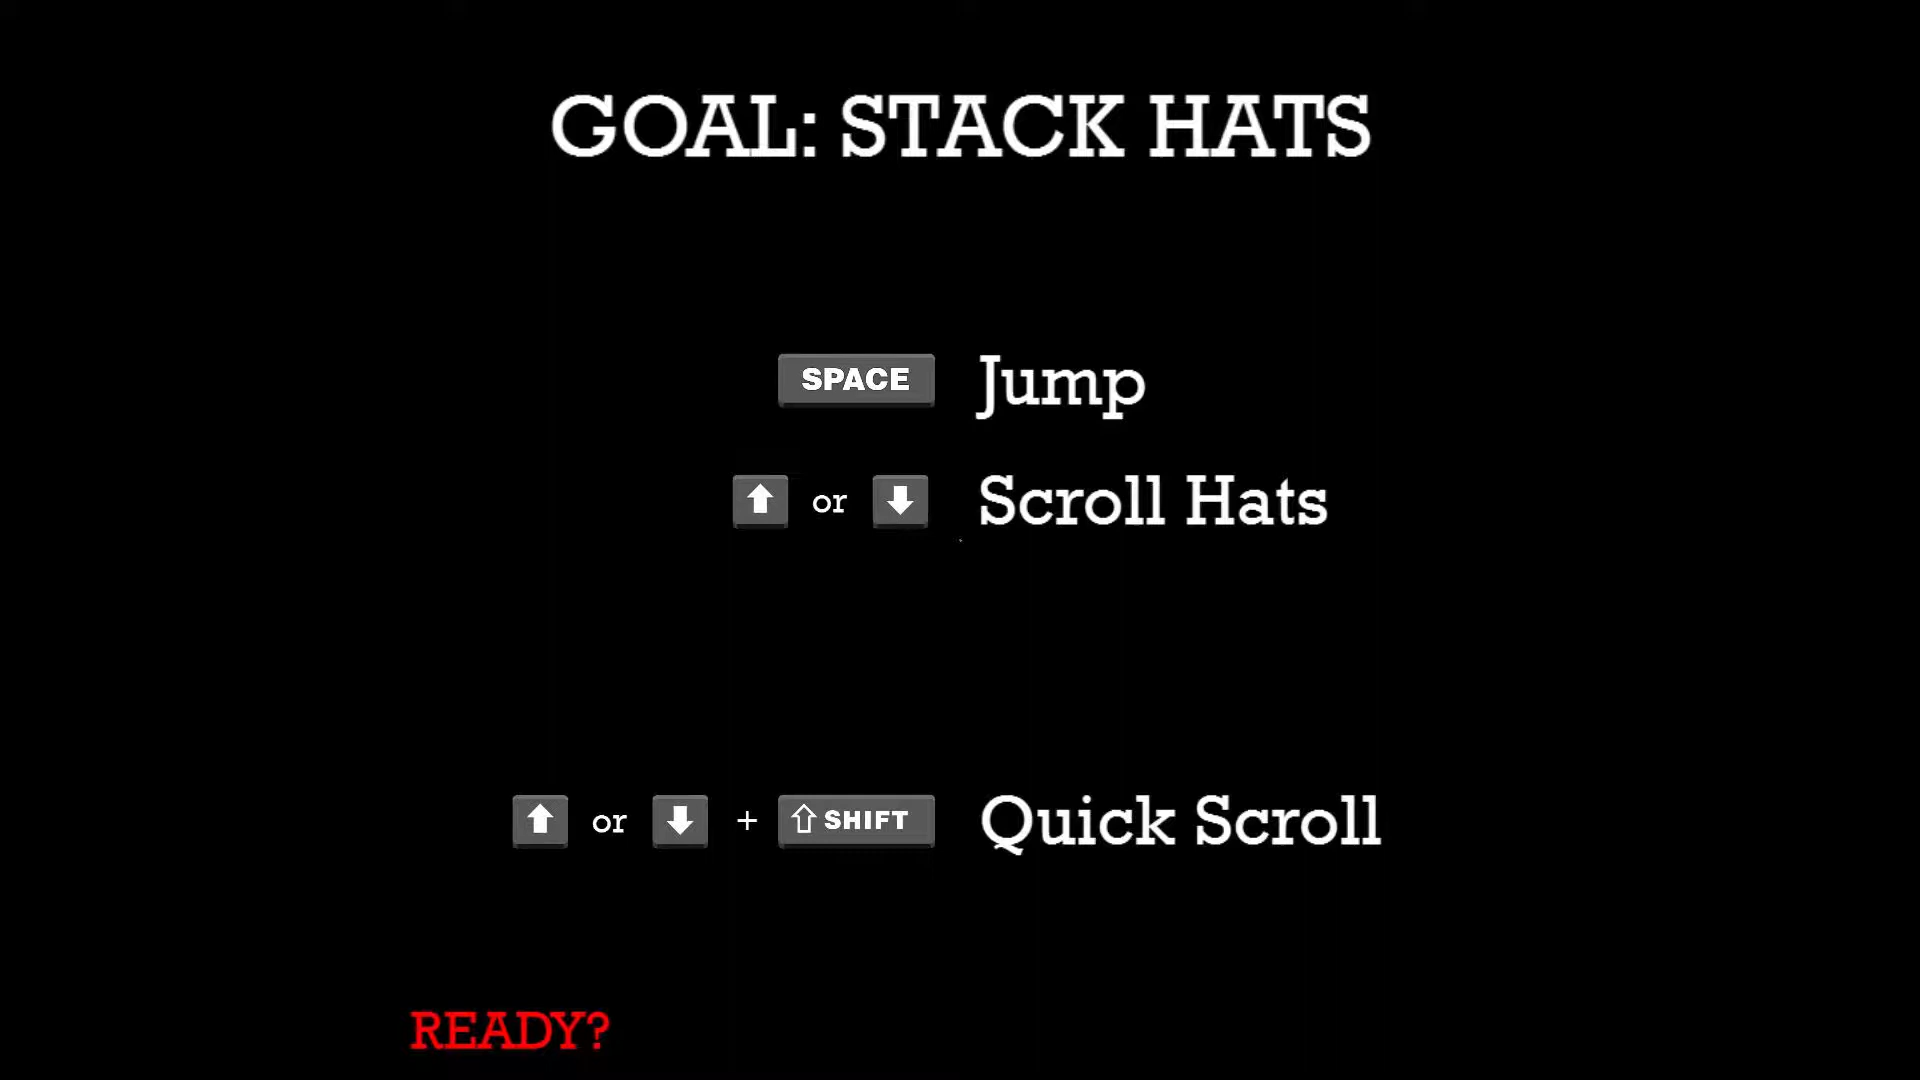 GOAL: STACK HATS
SPACE Jump
or Scroll Hats
or + SHIFT Quick Scroll
READY?